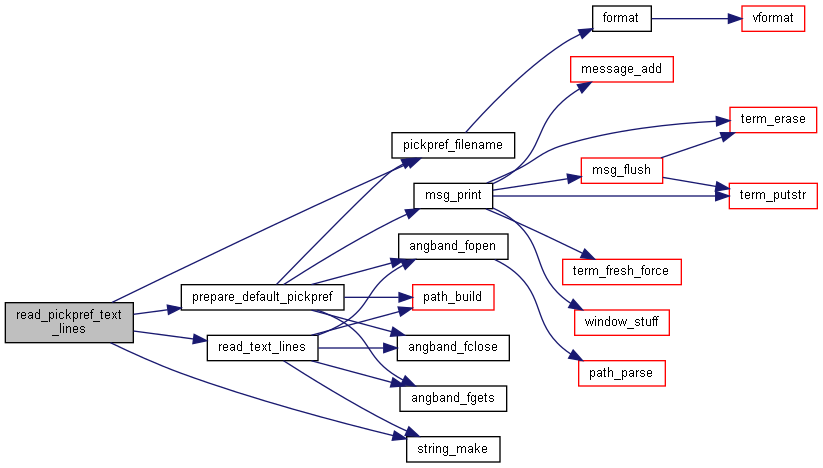 format
vformat
message_add
term_erase
pickpref_filename
msg_flush
msg_print
term_putstr
angband_fopen
term_fresh_force
prepare_default_pickpref
path_build
read_pickpref_text
_lines
window_stuff
read_text_lines
angband_fclose
path_parse
angband_fgets
string_make